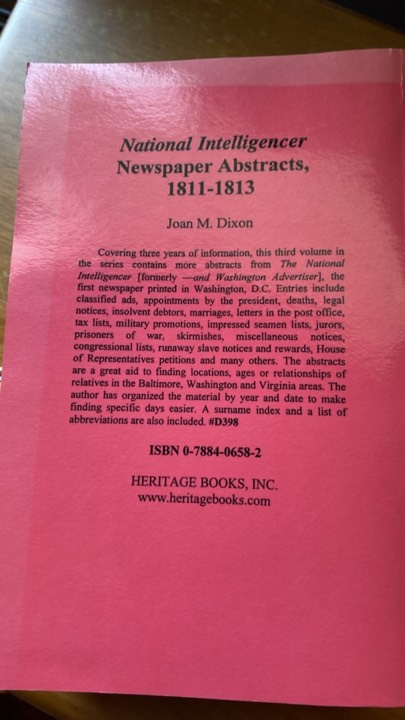 National Intelligencer
Newspaper Abstracts,
1811-1813
Joan M. Dixon
Covering three years of information, this third volume in
the series contains more abstracts from The National
Intelligencer [formerly —and Washington Advertiser], the
first newspaper printed in Washington, D.C. Entries include
classified ads, appointments by the president, deaths, legal
notices, insolvent debtors, marriages, letters in the post office,
tax lists, military promotions, impressed seamen lists, jurors,
prisoners of war, skirmishes, miscellaneous notices,
congressional lists, runaway slave notices and rewards, House
of Representatives petitions and many others. The abstracts
are a great aid to finding locations, ages or relationships of
relatives in the Baltimore, Washington and Virginia areas. The
author has organized the material by year and date to make
finding specific days easier. A surname index and a list of
abbreviations are also included. #D398
ISBN 0-7884-0658-2
HERITAGE BOOKS, INC.
www.heritagebooks.com